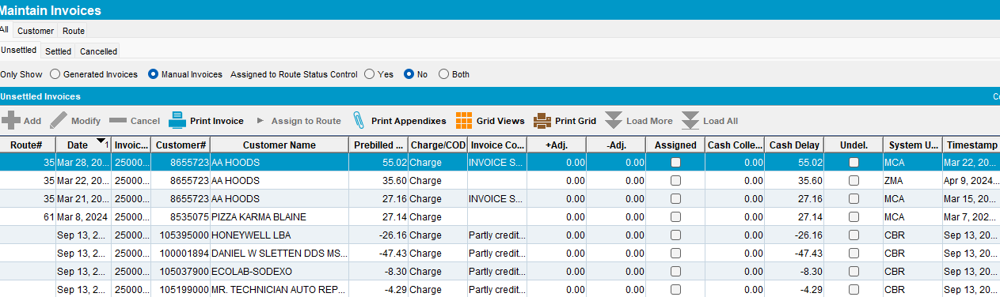 Maintain Invoices
All Customer Route
Unsettled Settled Cancelled
Only Show Generated Invoices Manual Invoices Assigned to Route Status Control Yes No Both
Unsettled Invoices
Add Modify Cancel Print Invoice Assign to Route Print Appendixes Grid Views Print Grid Load More Load All
Route# Date 1 Invoic... Customer# Customer Name Prebilled ... Charge/COD Invoice Co... +Adj. -Adj. Assigned Cash Colle... Cash Delay Undel. System U... Timestamp
35 Mar 28, 20... 25000... 8655723 AA HOODS 55.02 Charge INVOICE S... 0.00 0.00 0.00 55.02 MCA Mar 22, 20...
35 Mar 22, 20... 25000... 8655723 AA HOODS 35.60 Charge 0.00 0.00 0.00 35.60 ZMA Apr 9, 2024...
35 Mar 21, 20... 25000... 8655723 AA HOODS 27.16 Charge INVOICE S... 0.00 0.00 0.00 27.16 MCA Mar 15, 20...
61 Mar 8, 2024 25000... 8535075 PIZZA KARMA BLAINE 27.14 Charge 0.00 0.00 0.00 27.14 MCA Mar 7, 202...
Sep 13, 2... 25000... 105395000 HONEYWELL LBA -26.16 Charge Partly credit... 0.00 0.00 0.00 -26.16 CBR Sep 13, 20...
Sep 13, 2... 25000... 100001894 DANIEL W SLETTEN DDS MS... -47.43 Charge Partly credit... 0.00 0.00 0.00 -47.43 CBR Sep 13, 20...
Sep 13, 2... 25000... 105037900 ECOLAB-SODEXO -8.30 Charge Partly credit... 0.00 0.00 0.00 -8.30 CBR Sep 13, 20...
Sep 13, 2... 25000... 105199000 MR. TECHNICIAN AUTO REP... -4.29 Charge Partly credit... 0.00 0.00 0.00 -4.29 CBR Sep 13, 20...